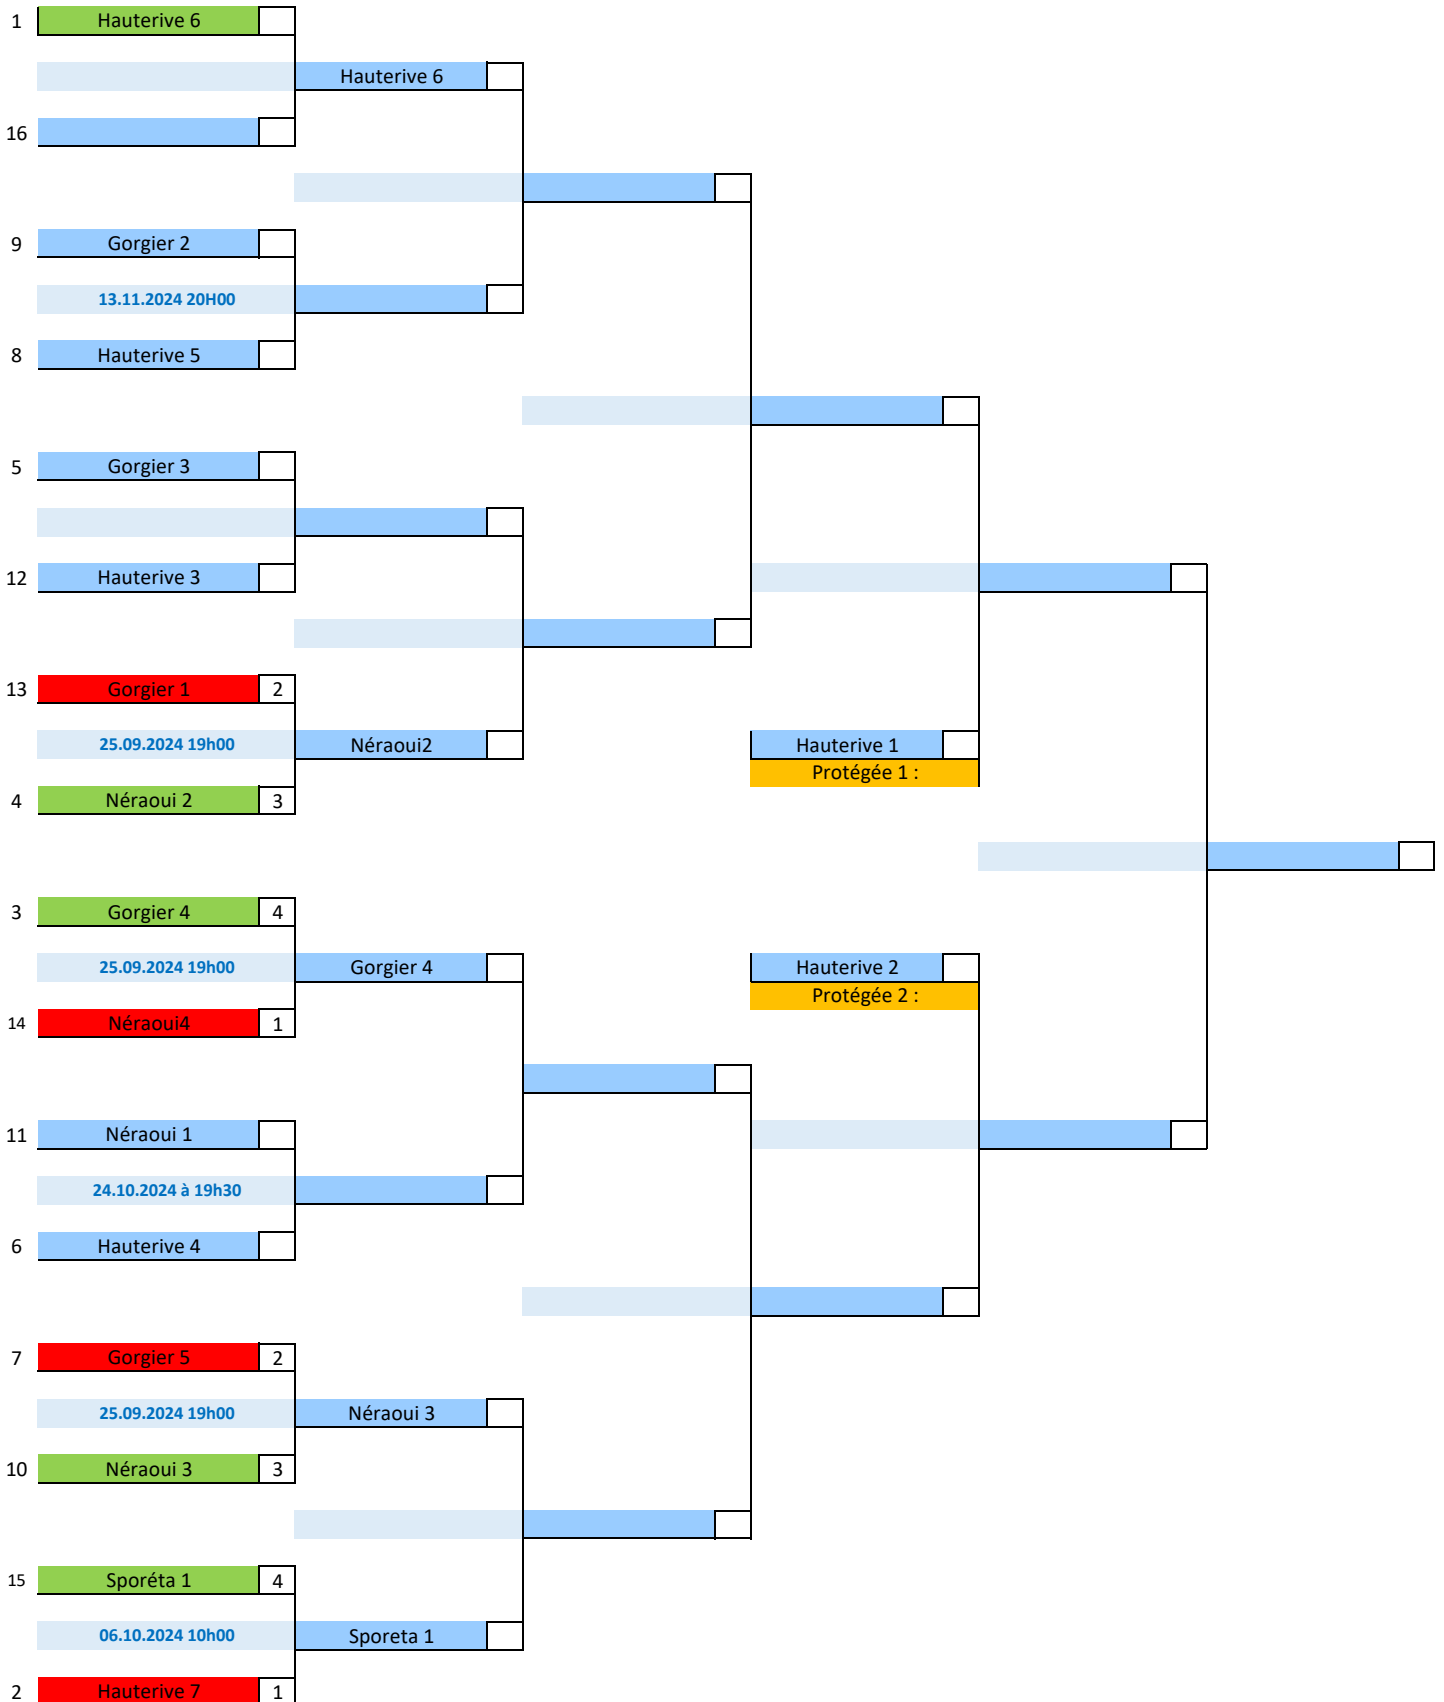 1 Hauterive 6
Hauterive 6
16
9 Gorgier 2
13.11.2024 20H00
8 Hauterive 5
5 Gorgier 3
12 Hauterive 3
13 Gorgier 1 2
25.09.2024 19h00 Néraoui2 Hauterive 1
Protégée 1 :
4 Néraoui 2 3
3 Gorgier 4 4
25.09.2024 19h00 Gorgier 4 Hauterive 2
Protégée 2 :
14 Néraoui4 1
11 Néraoui 1
24.10.2024 à 19h30
6 Hauterive 4
7 Gorgier 5 2
25.09.2024 19h00 Néraoui 3
10 Néraoui 3 3
15 Sporéta 1 4
06.10.2024 10h00 Sporeta 1
2 Hauterive 7 1